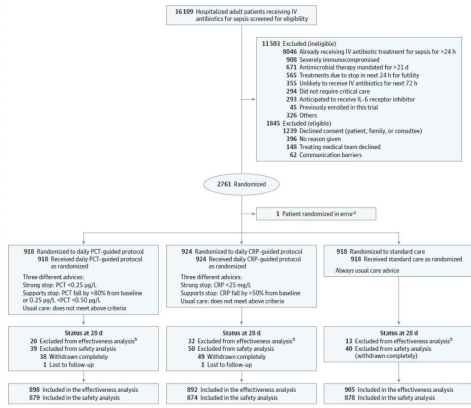 16 109 Hospitalized adult patients receiving IV
antibiotics for sepsis screened for eligibility
11 503 Excluded (ineligible)
8046 Already receiving IV antibiotic treatment for sepsis for >24 h
908 Severely immunocompromised
671 Antimicrobial therapy mandated for >21 d
565 Treatments due to stop in next 24 h for futility
355 Unlikely to receive IV antibiotics for next 72 h
294 Did not require critical care
293 Anticipated to receive IL-6 receptor inhibitor
45 Previously enrolled in this trial
326 Others
1845 Excluded (eligible)
1239 Declined consent (patient, family, or consultee)
396 No reason given
148 Treating medical team declined
62 Communication barriers
2761 Randomized
1 Patient randomized in error a
918 Randomized to daily PCT-guided protocol
918 Received daily PCT-guided protocol
as randomized
Three different advices:
Strong stop: PCT <0.25 µg/L
Supports stop: PCT fall by >80% from baseline
or 0.25 µg/L <PCT <0.50 µg/L
Usual care: does not meet above criteria
924 Randomized to daily CRP-guided protocol
924 Received daily CRP-guided protocol
as randomized
Three different advices:
Strong stop: CRP <25 mg/L
Supports stop: CRP fall by >50% from baseline
Usual care: does not meet above criteria
918 Randomized to standard care
918 Received standard care as randomized
Always usual care advice
Status at 28 d
20 Excluded from effectiveness analysis b
39 Excluded from safety analysis
38 Withdrawn completely
1 Lost to follow-up
Status at 28 d
32 Excluded from effectiveness analysis b
50 Excluded from safety analysis
49 Withdrawn completely
1 Lost to follow-up
Status at 28 d
13 Excluded from effectiveness analysis b
40 Excluded from safety analysis
(withdrawn completely)
898 Included in the effectiveness analysis
879 Included in the safety analysis
892 Included in the effectiveness analysis
874 Included in the safety analysis
905 Included in the effectiveness analysis
878 Included in the safety analysis